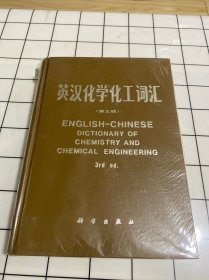 英汉化学化工词汇
(第三版)
ENGLISH-CHINESE
DICTIONARY OF
CHEMISTRY AND
CHEMICAL ENGINEERING
3rd ed.
科学出版社